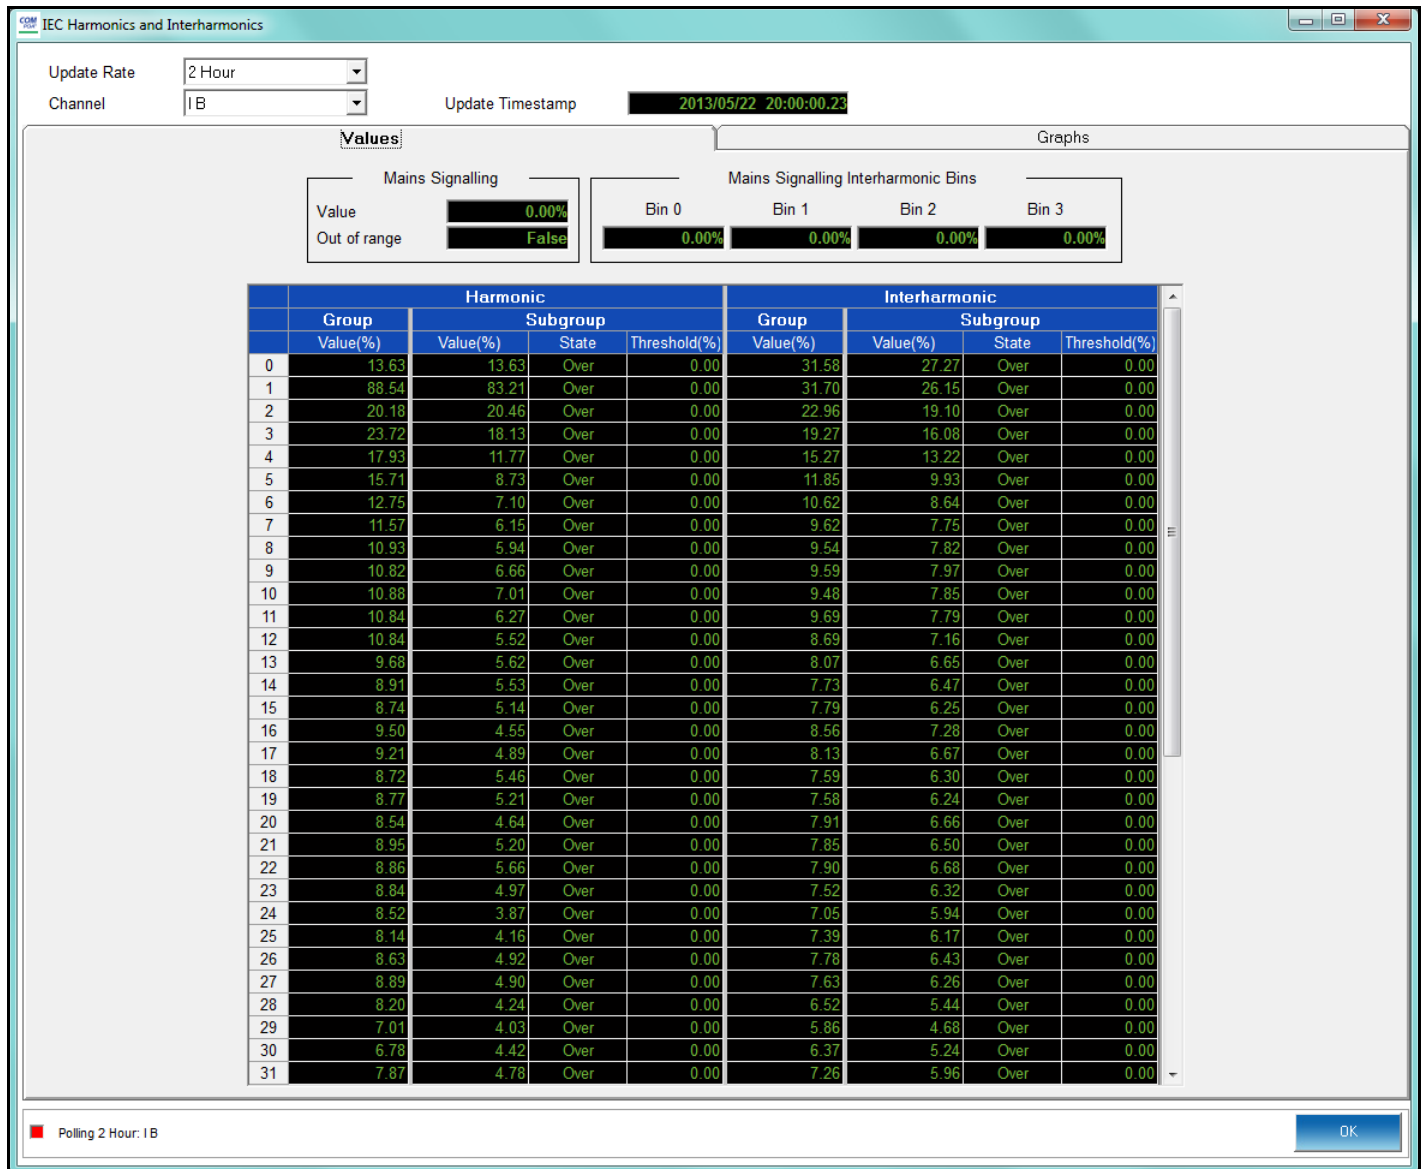 COM
IEC Harmonics and Interharmonics
Update Rate 2 Hour
Channel I B Update Timestamp 2013/05/22 20:00:00.23
Values Graphs
Mains Signalling Mains Signalling Interharmonic Bins
Value 0.00% Bin 0 Bin 1 Bin 2 Bin 3
Out of range False 0.00% 0.00% 0.00% 0.00%
Harmonic Interharmonic
Group Subgroup Group Subgroup
Value(%) Value(%) State Threshold(%) Value(%) Value(%) State Threshold(%)
0 13.63 13.63 Over 0.00 31.58 27.27 Over 0.00
1 88.54 83.21 Over 0.00 31.70 26.15 Over 0.00
2 20.18 20.46 Over 0.00 22.96 19.10 Over 0.00
3 23.72 18.13 Over 0.00 19.27 16.08 Over 0.00
4 17.93 11.77 Over 0.00 15.27 13.22 Over 0.00
5 15.71 8.73 Over 0.00 11.85 9.93 Over 0.00
6 12.75 7.10 Over 0.00 10.62 8.64 Over 0.00
7 11.57 6.15 Over 0.00 9.62 7.75 Over 0.00
8 10.93 5.94 Over 0.00 9.54 7.82 Over 0.00
9 10.82 6.66 Over 0.00 9.59 7.97 Over 0.00
10 10.88 7.01 Over 0.00 9.48 7.85 Over 0.00
11 10.84 6.27 Over 0.00 9.69 7.79 Over 0.00
12 10.84 5.52 Over 0.00 8.69 7.16 Over 0.00
13 9.68 5.62 Over 0.00 8.07 6.65 Over 0.00
14 8.91 5.53 Over 0.00 7.73 6.47 Over 0.00
15 8.74 5.14 Over 0.00 7.79 6.25 Over 0.00
16 9.50 4.55 Over 0.00 8.56 7.28 Over 0.00
17 9.21 4.89 Over 0.00 8.13 6.67 Over 0.00
18 8.72 5.46 Over 0.00 7.59 6.30 Over 0.00
19 8.77 5.21 Over 0.00 7.58 6.24 Over 0.00
20 8.54 4.64 Over 0.00 7.91 6.66 Over 0.00
21 8.95 5.20 Over 0.00 7.85 6.50 Over 0.00
22 8.86 5.66 Over 0.00 7.90 6.68 Over 0.00
23 8.84 4.97 Over 0.00 7.52 6.32 Over 0.00
24 8.52 3.87 Over 0.00 7.05 5.94 Over 0.00
25 8.14 4.16 Over 0.00 7.39 6.17 Over 0.00
26 8.63 4.92 Over 0.00 7.78 6.43 Over 0.00
27 8.89 4.90 Over 0.00 7.63 6.26 Over 0.00
28 8.20 4.24 Over 0.00 6.52 5.44 Over 0.00
29 7.01 4.03 Over 0.00 5.86 4.68 Over 0.00
30 6.78 4.42 Over 0.00 6.37 5.24 Over 0.00
31 7.87 4.78 Over 0.00 7.26 5.96 Over 0.00
Polling 2 Hour: I B OK